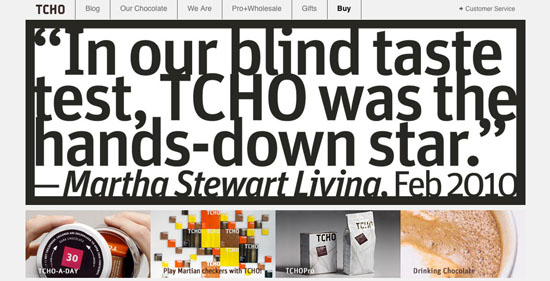 TCHO Blog Our Chocolate We Are Pro+Wholesale Gifts Buy Customer Service
“In our blind taste
test, TCHO was the
hands-down star.”
—Martha Stewart Living, Feb 2010
30
TCHO
TCHO
TCHO-A-DAY
Play Martian checkers with TCHO!
TCHOPro
Drinking Chocolate